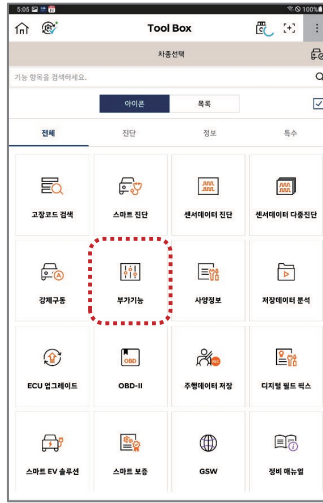 5:05 100%
Tool Box
차종선택
기능 항목을 검색하세요.
아이콘 목록
전체 진단 정보 특수
고장코드 검색 스마트 진단 센서데이터 진단 센서데이터 다중진단
강제구동 부가기능 사양정보 저장데이터 분석
OBD
ECU 업그레이드 OBD-II 주행데이터 저장 디지털 필드 픽스
스마트 EV 솔루션 스마트 보증 GSW 정비 매뉴얼